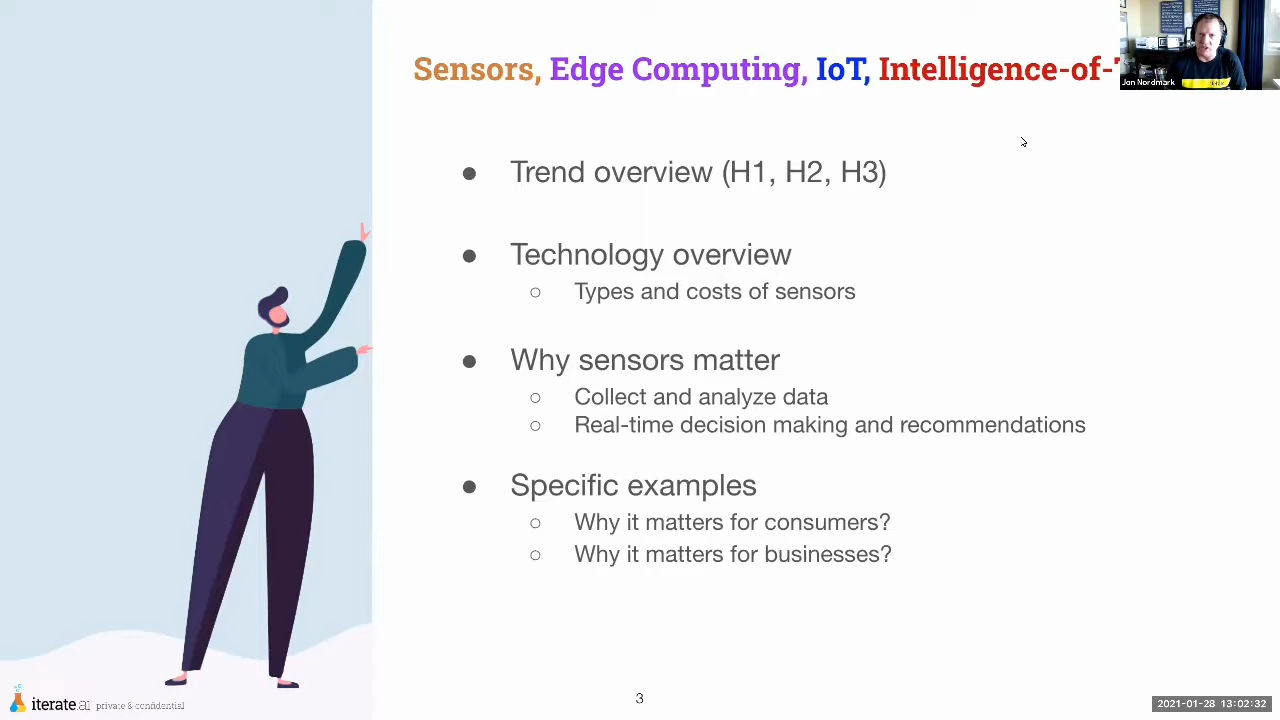 Sensors, Edge Computing, IoT, Intelligence-of-
Jon Nordmark
● Trend overview (H1, H2, H3)
● Technology overview
○ Types and costs of sensors
● Why sensors matter
○ Collect and analyze data
○ Real-time decision making and recommendations
● Specific examples
○ Why it matters for consumers?
○ Why it matters for businesses?
iterate.ai private & confidential
3
2021-01-28 13:02:32